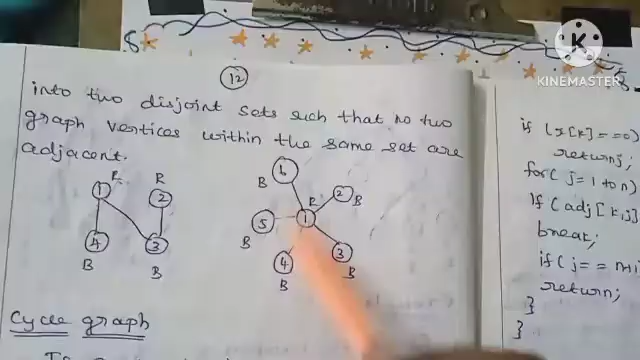 8
KINEMASTER
12
into two disjoint sets such that no two
graph vertices within the same set are
adjacent.
R
R
1
2
4
3
B
B
6
B
R
2
B
5
1
B
4
3
B
B
Cycle graph
if (x[k] == 0)
return;
for (j = 1 to n)
If (adj [k,j]
break;
if (j == n+1
return;
}
}